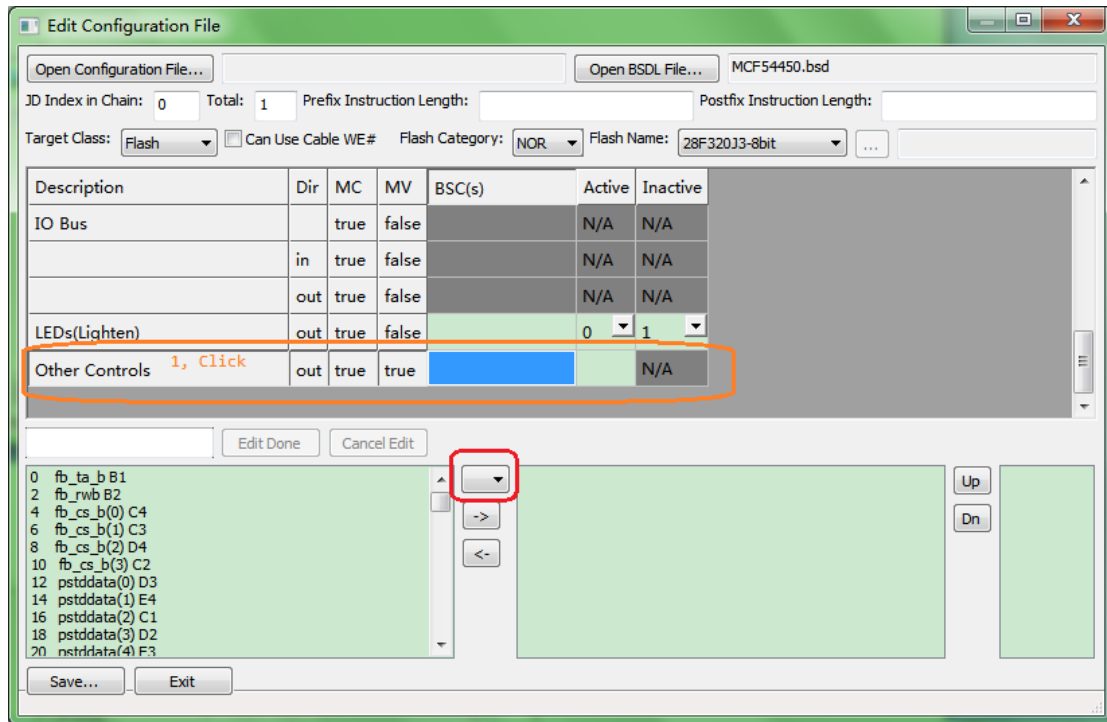 Edit Configuration File
Open Configuration File... Open BSDL File... MCF54450.bsd
JD Index in Chain: 0 Total: 1 Prefix Instruction Length: Postfix Instruction Length:
Target Class: Flash Can Use Cable WE# Flash Category: NOR Flash Name: 28F320J3-8bit ...
Description Dir MC MV BSC(s) Active Inactive
IO Bus true false N/A N/A
in true false N/A N/A
out true false N/A N/A
LEDs(Lighten) out true false 0 1
Other Controls 1, Click out true true N/A
Edit Done Cancel Edit
0 fb_ta_b B1
2 fb_rwb B2
4 fb_cs_b(0) C4
6 fb_cs_b(1) C3
8 fb_cs_b(2) D4
10 fb_cs_b(3) C2
12 pstddata(0) D3
14 pstddata(1) E4
16 pstddata(2) C1
18 pstddata(3) D2
20 pstddata(4) E3
->
<-
Up
Dn
Save... Exit